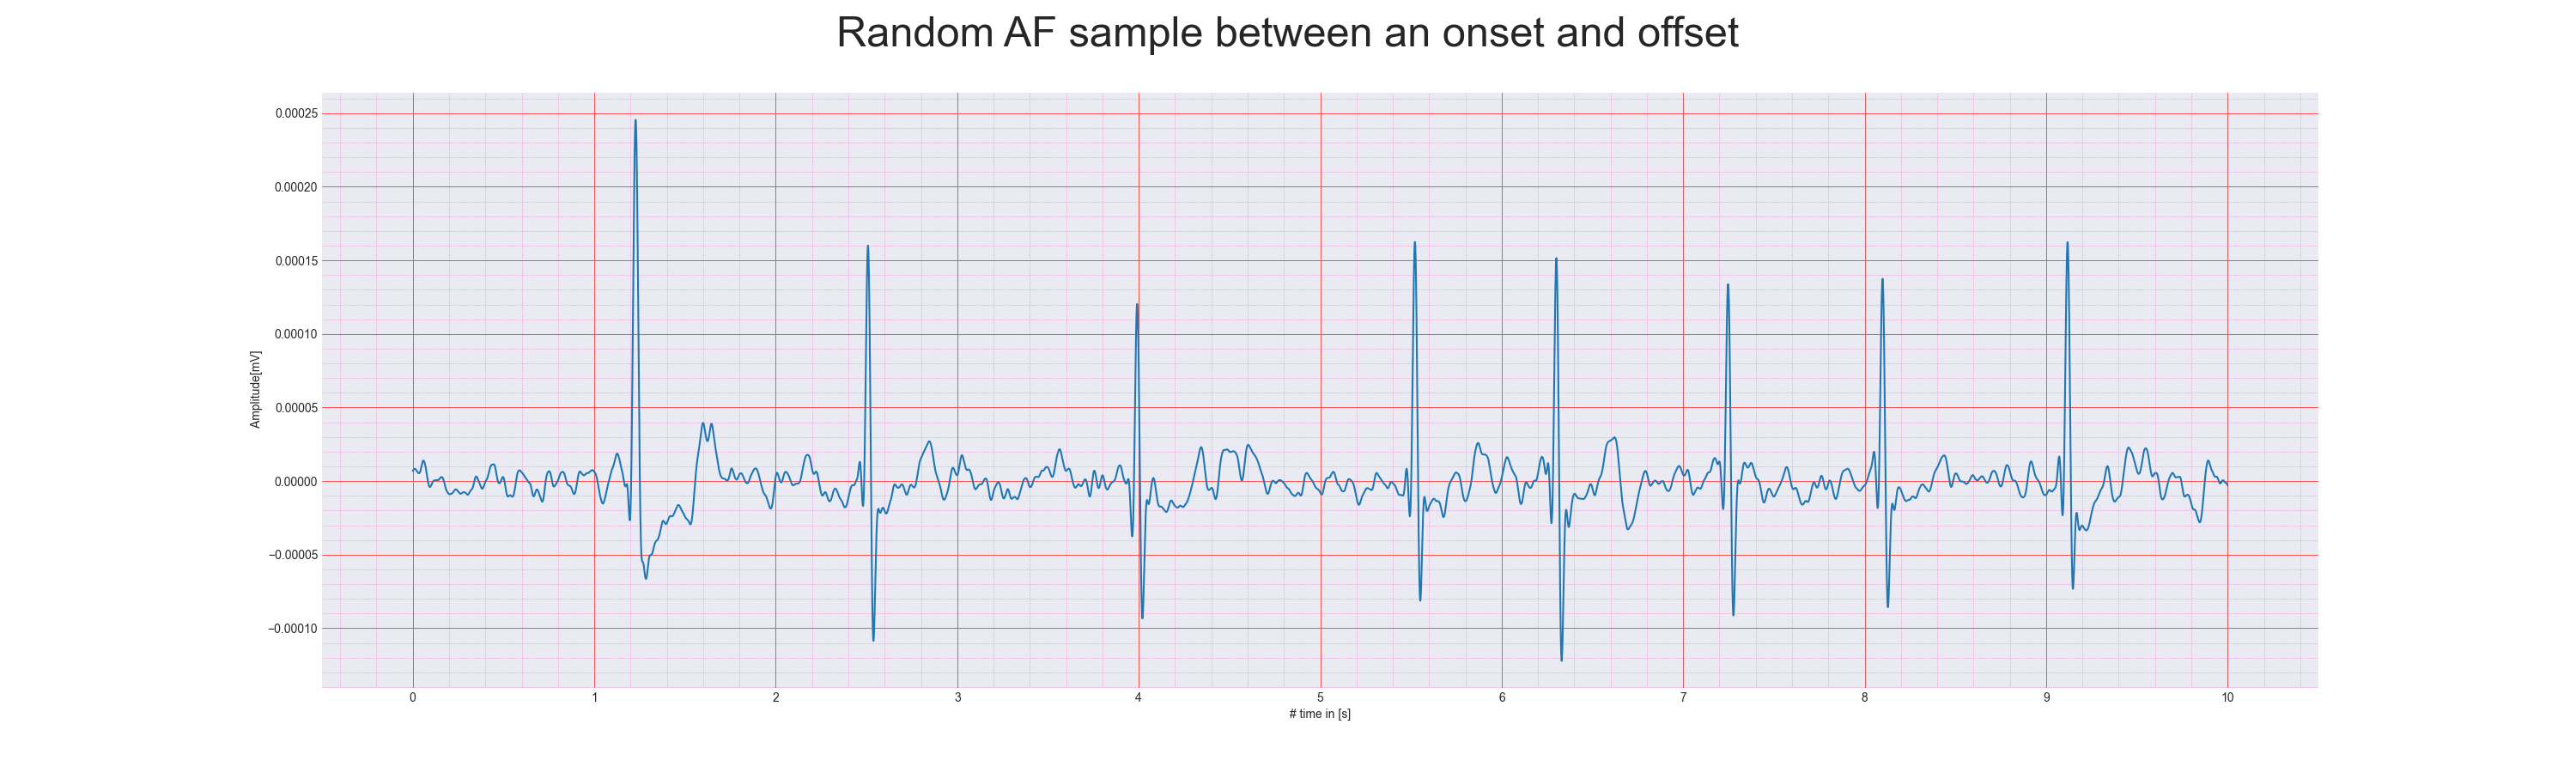 Random AF sample between an onset and offset
0.00025
0.00020
0.00015
0.00010
0.00005
0.00000
−0.00005
−0.00010
Amplitude[mV]
0 1 2 3 4 5 6 7 8 9 10
# time in [s]